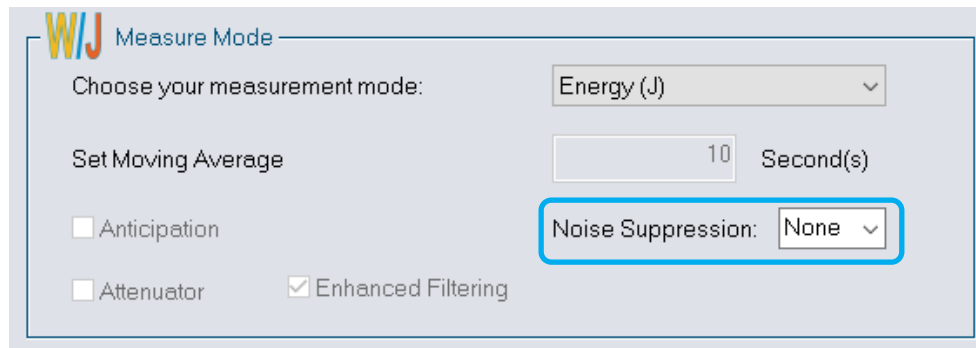 W/J Measure Mode
Choose your measurement mode: Energy (J)
Set Moving Average 10 Second(s)
Anticipation Noise Suppression: None
Attenuator Enhanced Filtering